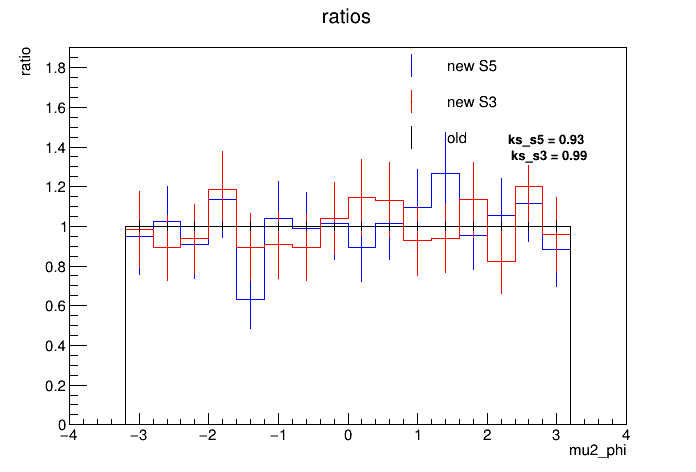 ratios
ratio
new S5
new S3
old
ks_s5 = 0.93
ks_s3 = 0.99
1.8
1.6
1.4
1.2
1
0.8
0.6
0.4
0.2
0
−4 −3 −2 −1 0 1 2 3 4
mu2_phi